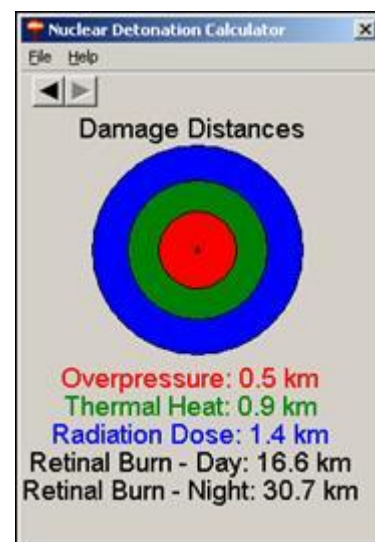 Nuclear Detonation Calculator
File Help
Damage Distances
Overpressure: 0.5 km
Thermal Heat: 0.9 km
Radiation Dose: 1.4 km
Retinal Burn - Day: 16.6 km
Retinal Burn - Night: 30.7 km